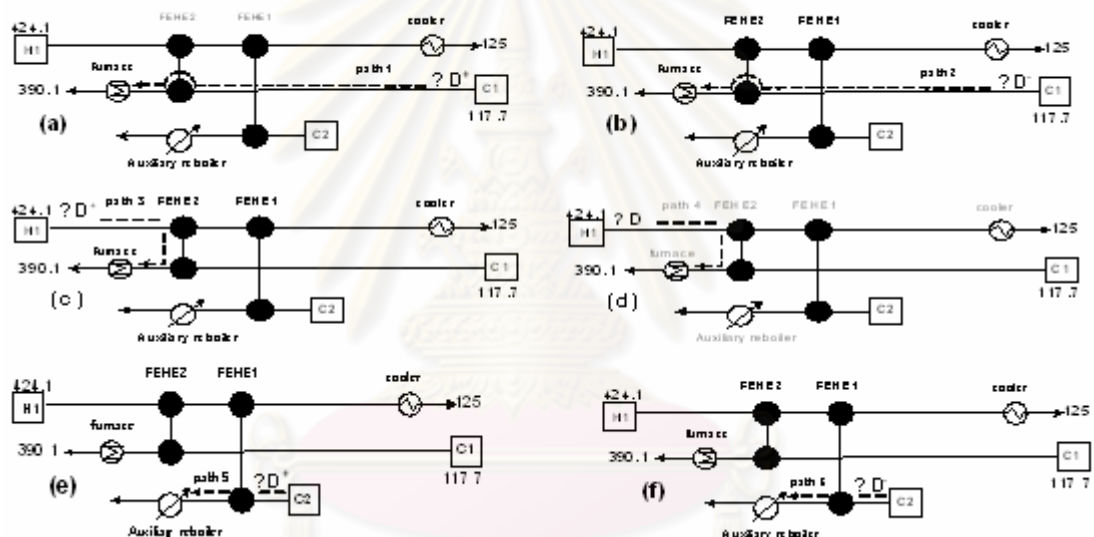 FEHE2 FEHE1 cooler
424.1
H1 125
furnace path 1 ? D+
390.1 C1
117.7
(a) C2
Auxiliary reboiler
FEHE2 FEHE1 cooler
424.1
H1 125
furnace path 2 ? D-
390.1 C1
117.7
(b) C2
Auxiliary reboiler
path 3 FEHE2 FEHE1 cooler
424.1 ? D+
H1 125
furnace
390.1 C1
117.7
(c) C2
Auxiliary reboiler
path 4 FEHE2 FEHE1 cooler
424.1 ? D
H1 125
furnace
390.1 C1
117.7
(d) C2
Auxiliary reboiler
FEHE2 FEHE1 cooler
424.1
H1 125
furnace
390 1 C1
117 7
(e) path 5 ? D+ C2
Auxiliary reboiler
FEHE2 FEHE1 cooler
424.1
H1 125
furnace
390.1 C1
117 7
(f) path 6 ? D- C2
Auxiliary reboiler